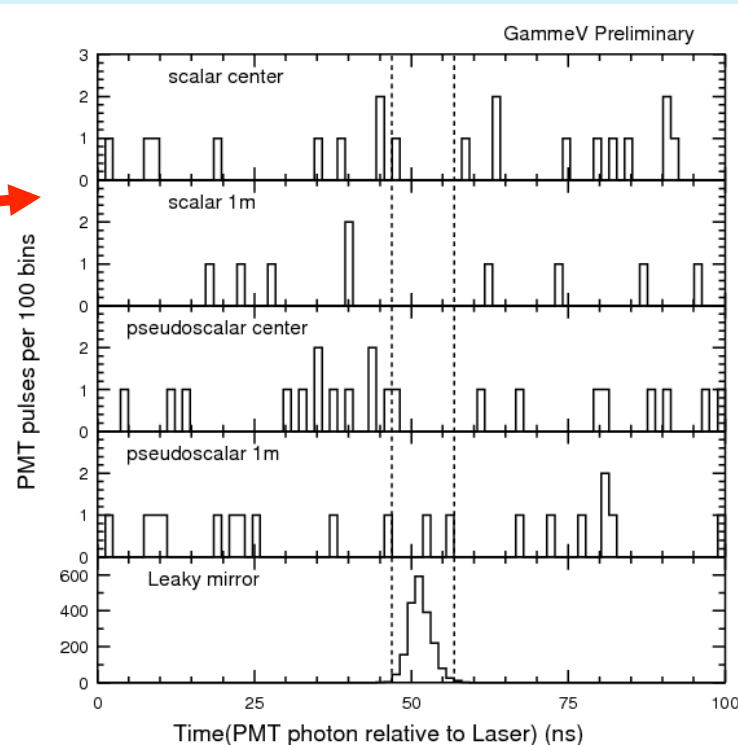 GammeV Preliminary
3
scalar center
2
1
0
scalar 1m
2
1
0
pseudoscalar center
2
1
0
pseudoscalar 1m
2
1
0
Leaky mirror
600
400
200
0
0 25 50 75 100
PMT pulses per 100 bins
Time(PMT photon relative to Laser) (ns)